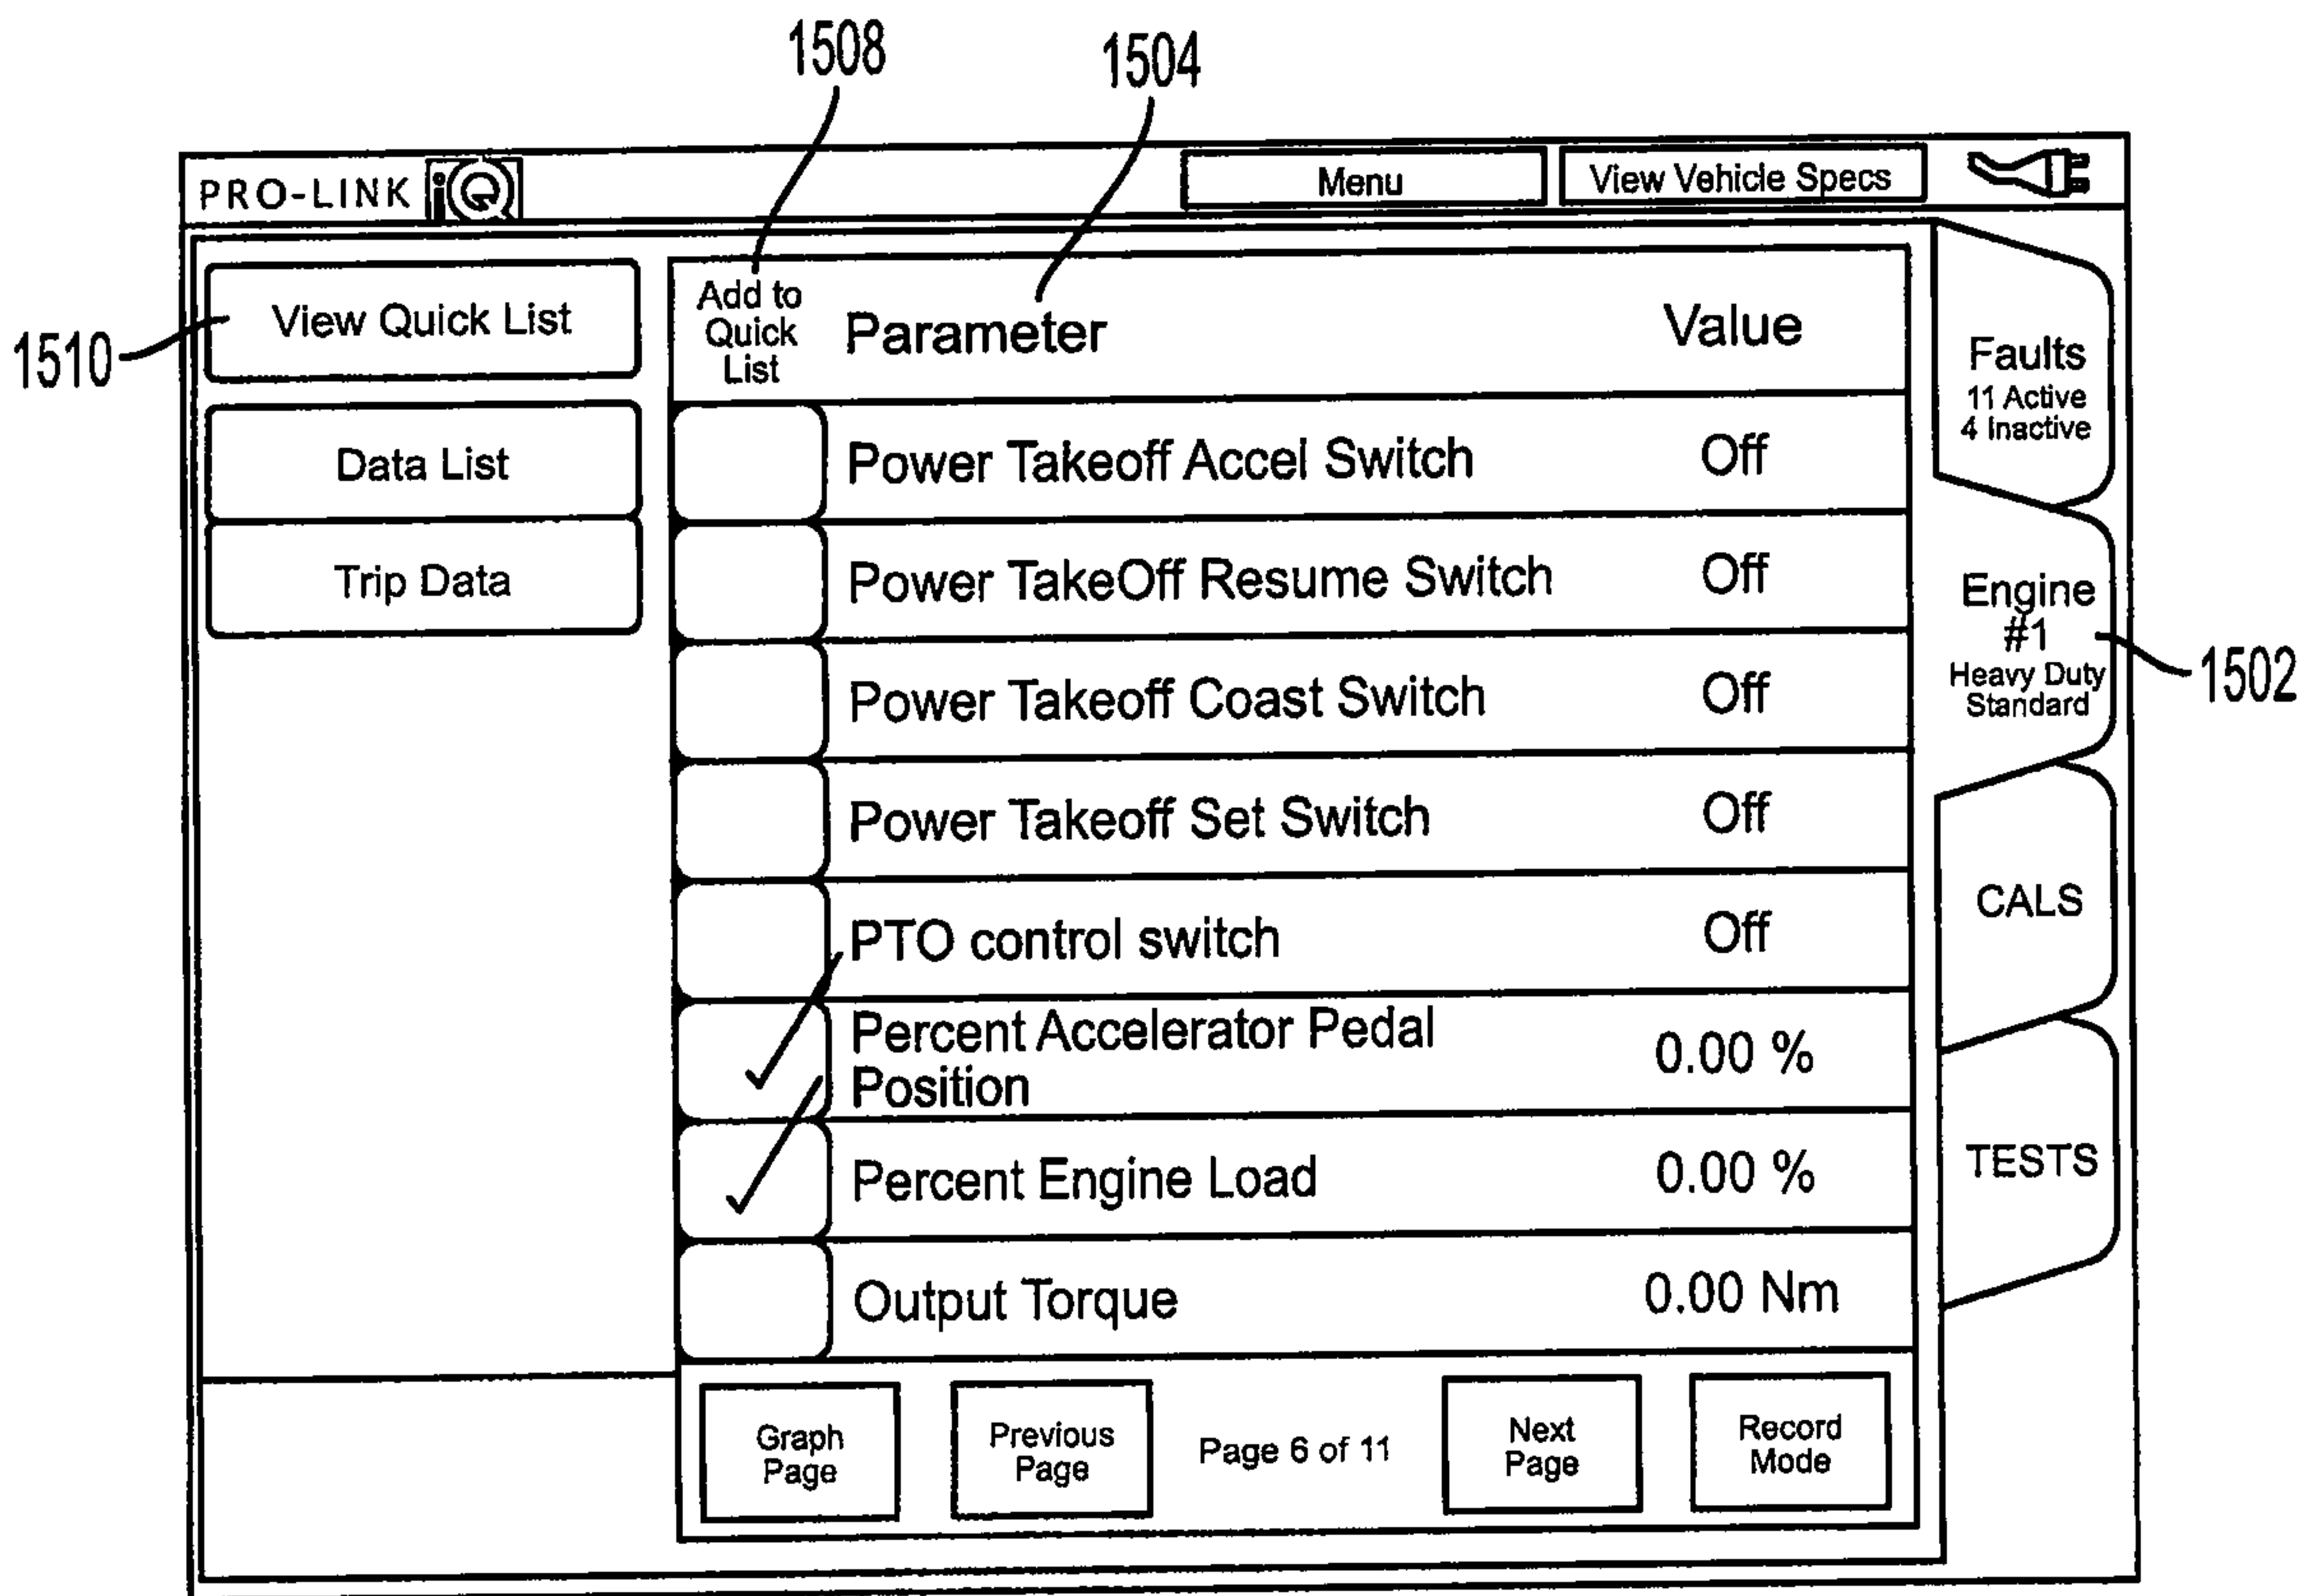 1508
1504
PRO-LINK iQ
Menu
View Vehicle Specs
1510
View Quick List
Data List
Trip Data
Add to
Quick
List
Parameter
Value
Power Takeoff Accel Switch
Off
Power TakeOff Resume Switch
Off
Power Takeoff Coast Switch
Off
Power Takeoff Set Switch
Off
PTO control switch
Off
Percent Accelerator Pedal
Position
0.00 %
Percent Engine Load
0.00 %
Output Torque
0.00 Nm
Graph
Page
Previous
Page
Page 6 of 11
Next
Page
Record
Mode
Faults
11 Active
4 Inactive
Engine
#1
Heavy Duty
Standard
1502
CALS
TESTS